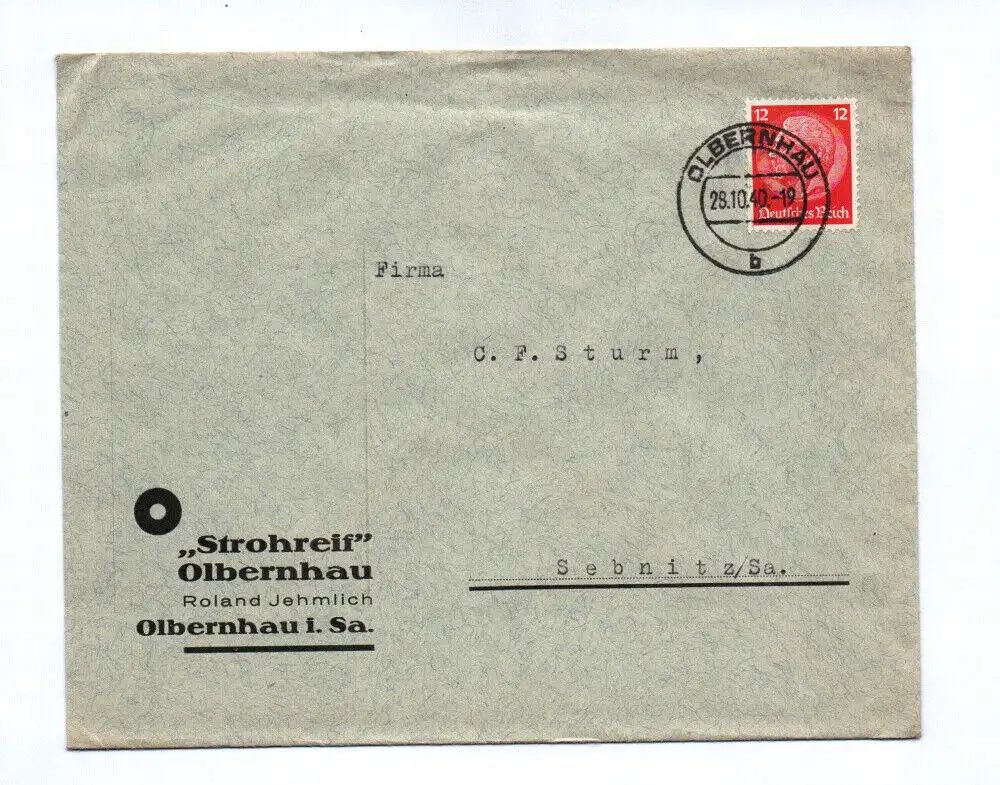 12 12
OLBERNHAU
28.10.40.-19
Deutsches Reich
b
Firma
C. F. Sturm,
Sebnitz/Sa.
„Strohreif”
Olbernhau
Roland Jehmlich
Olbernhau i. Sa.